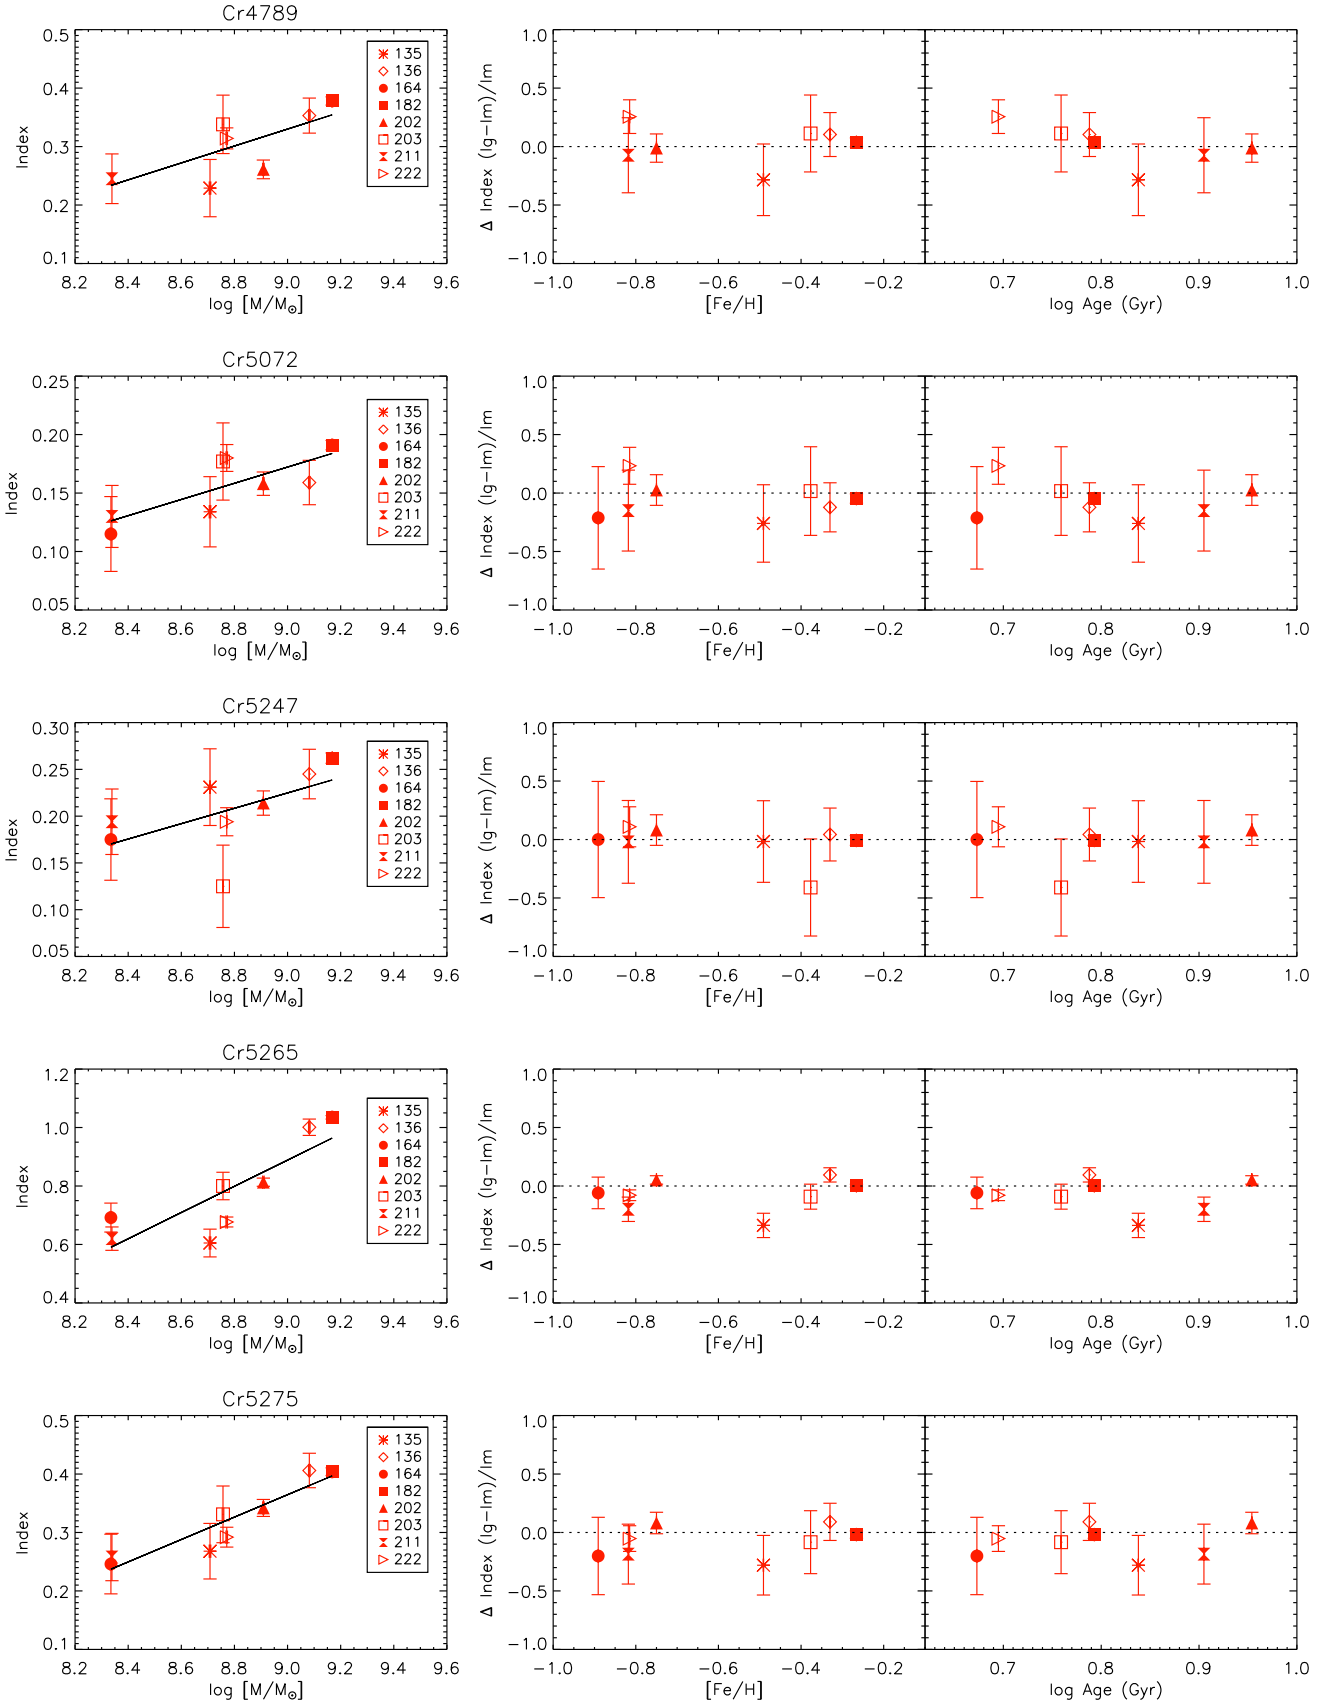 Cr4789
0.5
0.4
0.3
0.2
0.1
Index
135
136
164
182
202
203
211
222
8.2 8.4 8.6 8.8 9.0 9.2 9.4 9.6
log [M/M⊙]
1.0
0.5
0.0
−0.5
−1.0
Δ Index (Ig−Im)/Im
−1.0 −0.8 −0.6 −0.4 −0.2
[Fe/H]
0.7 0.8 0.9 1.0
log Age (Gyr)
Cr5072
0.25
0.20
0.15
0.10
0.05
Index
135
136
164
182
202
203
211
222
8.2 8.4 8.6 8.8 9.0 9.2 9.4 9.6
log [M/M⊙]
1.0
0.5
0.0
−0.5
−1.0
Δ Index (Ig−Im)/Im
−1.0 −0.8 −0.6 −0.4 −0.2
[Fe/H]
0.7 0.8 0.9 1.0
log Age (Gyr)
Cr5247
0.30
0.25
0.20
0.15
0.10
0.05
Index
135
136
164
182
202
203
211
222
8.2 8.4 8.6 8.8 9.0 9.2 9.4 9.6
log [M/M⊙]
1.0
0.5
0.0
−0.5
−1.0
Δ Index (Ig−Im)/Im
−1.0 −0.8 −0.6 −0.4 −0.2
[Fe/H]
0.7 0.8 0.9 1.0
log Age (Gyr)
Cr5265
1.2
1.0
0.8
0.6
0.4
Index
135
136
164
182
202
203
211
222
8.2 8.4 8.6 8.8 9.0 9.2 9.4 9.6
log [M/M⊙]
1.0
0.5
0.0
−0.5
−1.0
Δ Index (Ig−Im)/Im
−1.0 −0.8 −0.6 −0.4 −0.2
[Fe/H]
0.7 0.8 0.9 1.0
log Age (Gyr)
Cr5275
0.5
0.4
0.3
0.2
0.1
Index
135
136
164
182
202
203
211
222
8.2 8.4 8.6 8.8 9.0 9.2 9.4 9.6
log [M/M⊙]
1.0
0.5
0.0
−0.5
−1.0
Δ Index (Ig−Im)/Im
−1.0 −0.8 −0.6 −0.4 −0.2
[Fe/H]
0.7 0.8 0.9 1.0
log Age (Gyr)